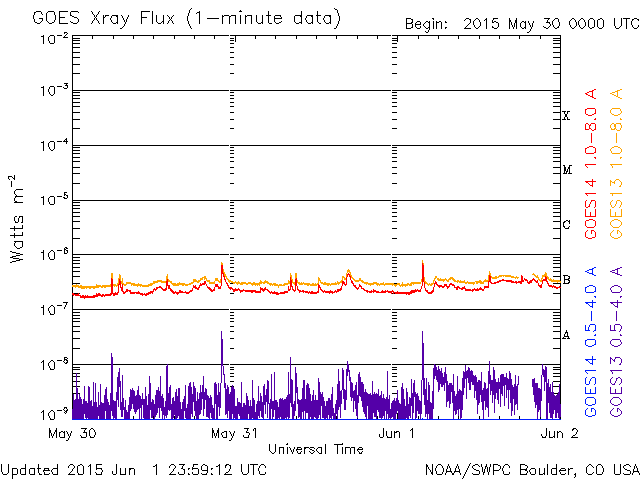 GOES Xray Flux (1-minute data)
Begin: 2015 May 30 0000 UTC
10⁻²
10⁻³
10⁻⁴
10⁻⁵
10⁻⁶
10⁻⁷
10⁻⁸
10⁻⁹
Watts m⁻²
X
M
C
B
A
GOES14 1.0-8.0 A
GOES13 1.0-8.0 A
GOES14 0.5-4.0 A
GOES13 0.5-4.0 A
May 30
May 31
Jun 1
Jun 2
Universal Time
Updated 2015 Jun 1 23:59:12 UTC
NOAA/SWPC Boulder, CO USA